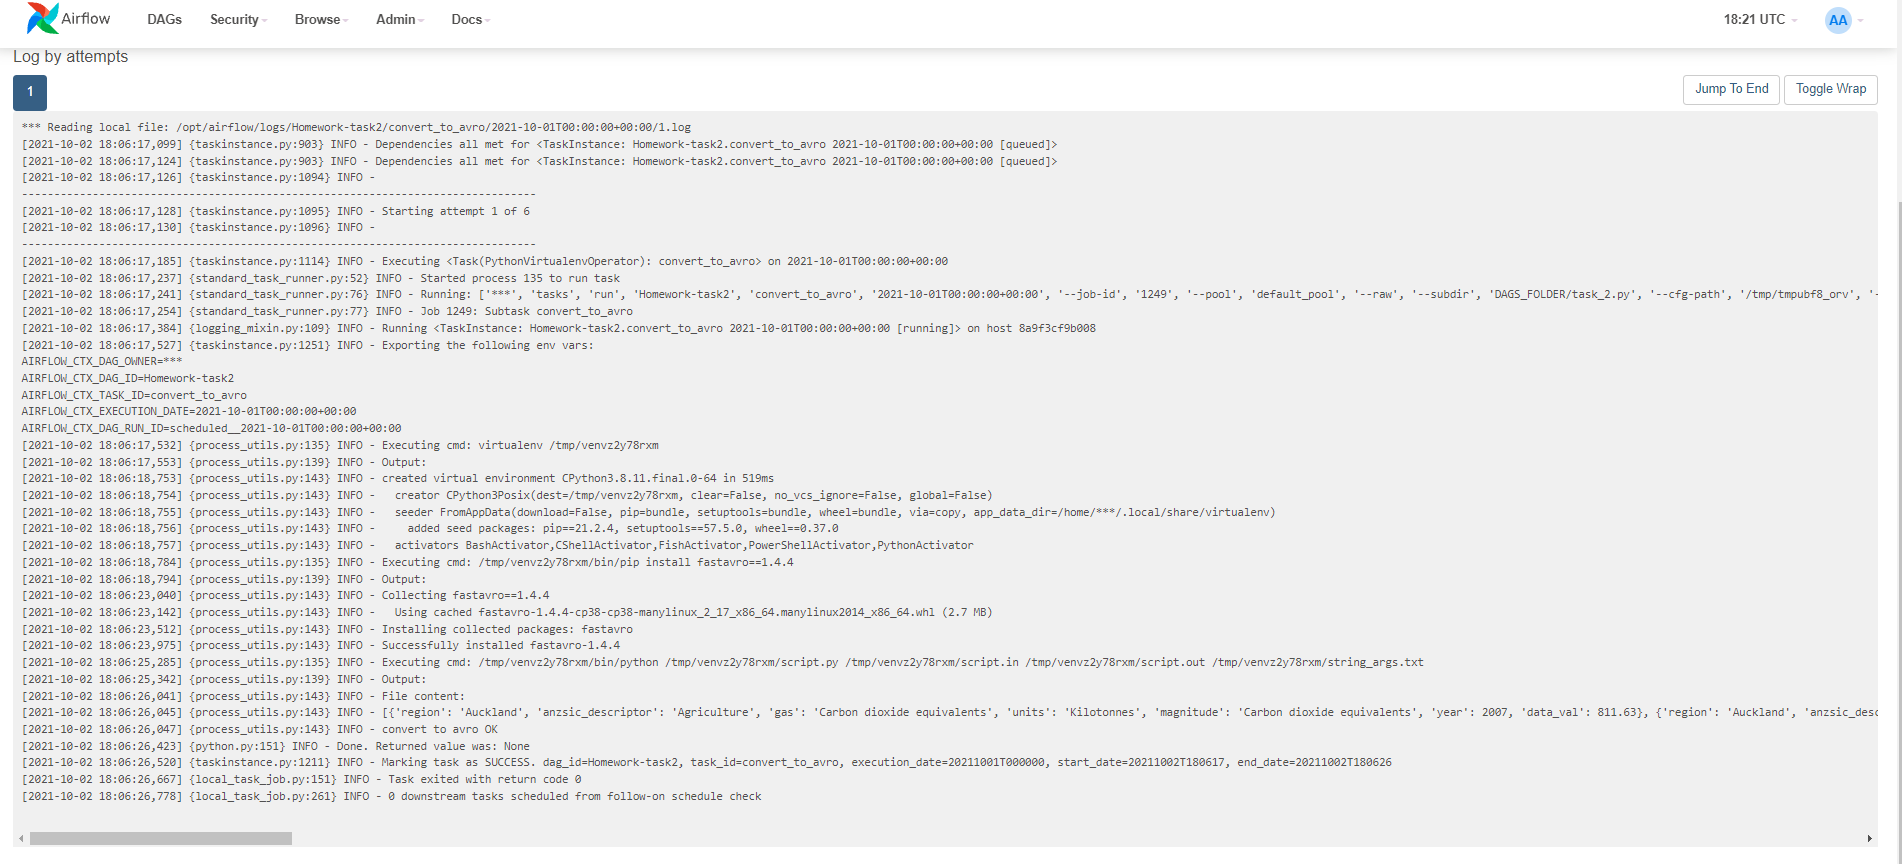 Airflow DAGs Security Browse Admin Docs 18:21 UTC AA
Log by attempts
1 Jump To End Toggle Wrap
*** Reading local file: /opt/airflow/logs/Homework-task2/convert_to_avro/2021-10-01T00:00:00+00:00/1.log
[2021-10-02 18:06:17,099] {taskinstance.py:903} INFO - Dependencies all met for <TaskInstance: Homework-task2.convert_to_avro 2021-10-01T00:00:00+00:00 [queued]>
[2021-10-02 18:06:17,124] {taskinstance.py:903} INFO - Dependencies all met for <TaskInstance: Homework-task2.convert_to_avro 2021-10-01T00:00:00+00:00 [queued]>
[2021-10-02 18:06:17,126] {taskinstance.py:1094} INFO -
--------------------------------------------------------------------------------
[2021-10-02 18:06:17,128] {taskinstance.py:1095} INFO - Starting attempt 1 of 6
[2021-10-02 18:06:17,130] {taskinstance.py:1096} INFO -
--------------------------------------------------------------------------------
[2021-10-02 18:06:17,185] {taskinstance.py:1114} INFO - Executing <Task(PythonVirtualenvOperator): convert_to_avro> on 2021-10-01T00:00:00+00:00
[2021-10-02 18:06:17,237] {standard_task_runner.py:52} INFO - Started process 135 to run task
[2021-10-02 18:06:17,241] {standard_task_runner.py:76} INFO - Running: ['***', 'tasks', 'run', 'Homework-task2', 'convert_to_avro', '2021-10-01T00:00:00+00:00', '--job-id', '1249', '--pool', 'default_pool', '--raw', '--subdir', 'DAGS_FOLDER/task_2.py', '--cfg-path', '/tmp/tmpubf8_orv', '-
[2021-10-02 18:06:17,254] {standard_task_runner.py:77} INFO - Job 1249: Subtask convert_to_avro
[2021-10-02 18:06:17,384] {logging_mixin.py:109} INFO - Running <TaskInstance: Homework-task2.convert_to_avro 2021-10-01T00:00:00+00:00 [running]> on host 8a9f3cf9b008
[2021-10-02 18:06:17,527] {taskinstance.py:1251} INFO - Exporting the following env vars:
AIRFLOW_CTX_DAG_OWNER=***
AIRFLOW_CTX_DAG_ID=Homework-task2
AIRFLOW_CTX_TASK_ID=convert_to_avro
AIRFLOW_CTX_EXECUTION_DATE=2021-10-01T00:00:00+00:00
AIRFLOW_CTX_DAG_RUN_ID=scheduled__2021-10-01T00:00:00+00:00
[2021-10-02 18:06:17,532] {process_utils.py:135} INFO - Executing cmd: virtualenv /tmp/venvz2y78rxm
[2021-10-02 18:06:17,553] {process_utils.py:139} INFO - Output:
[2021-10-02 18:06:18,753] {process_utils.py:143} INFO - created virtual environment CPython3.8.11.final.0-64 in 519ms
[2021-10-02 18:06:18,754] {process_utils.py:143} INFO -   creator CPython3Posix(dest=/tmp/venvz2y78rxm, clear=False, no_vcs_ignore=False, global=False)
[2021-10-02 18:06:18,755] {process_utils.py:143} INFO -   seeder FromAppData(download=False, pip=bundle, setuptools=bundle, wheel=bundle, via=copy, app_data_dir=/home/***/.local/share/virtualenv)
[2021-10-02 18:06:18,756] {process_utils.py:143} INFO -     added seed packages: pip==21.2.4, setuptools==57.5.0, wheel==0.37.0
[2021-10-02 18:06:18,757] {process_utils.py:143} INFO -   activators BashActivator,CShellActivator,FishActivator,PowerShellActivator,PythonActivator
[2021-10-02 18:06:18,784] {process_utils.py:135} INFO - Executing cmd: /tmp/venvz2y78rxm/bin/pip install fastavro==1.4.4
[2021-10-02 18:06:18,794] {process_utils.py:139} INFO - Output:
[2021-10-02 18:06:23,040] {process_utils.py:143} INFO - Collecting fastavro==1.4.4
[2021-10-02 18:06:23,142] {process_utils.py:143} INFO -   Using cached fastavro-1.4.4-cp38-cp38-manylinux_2_17_x86_64.manylinux2014_x86_64.whl (2.7 MB)
[2021-10-02 18:06:23,512] {process_utils.py:143} INFO - Installing collected packages: fastavro
[2021-10-02 18:06:23,975] {process_utils.py:143} INFO - Successfully installed fastavro-1.4.4
[2021-10-02 18:06:25,285] {process_utils.py:135} INFO - Executing cmd: /tmp/venvz2y78rxm/bin/python /tmp/venvz2y78rxm/script.py /tmp/venvz2y78rxm/script.in /tmp/venvz2y78rxm/script.out /tmp/venvz2y78rxm/string_args.txt
[2021-10-02 18:06:25,342] {process_utils.py:139} INFO - Output:
[2021-10-02 18:06:26,041] {process_utils.py:143} INFO - File content:
[2021-10-02 18:06:26,045] {process_utils.py:143} INFO - [{'region': 'Auckland', 'anzsic_descriptor': 'Agriculture', 'gas': 'Carbon dioxide equivalents', 'units': 'Kilotonnes', 'magnitude': 'Carbon dioxide equivalents', 'year': 2007, 'data_val': 811.63}, {'region': 'Auckland', 'anzsic_desc
[2021-10-02 18:06:26,047] {process_utils.py:143} INFO - convert to avro OK
[2021-10-02 18:06:26,423] {python.py:151} INFO - Done. Returned value was: None
[2021-10-02 18:06:26,520] {taskinstance.py:1211} INFO - Marking task as SUCCESS. dag_id=Homework-task2, task_id=convert_to_avro, execution_date=20211001T000000, start_date=20211002T180617, end_date=20211002T180626
[2021-10-02 18:06:26,667] {local_task_job.py:151} INFO - Task exited with return code 0
[2021-10-02 18:06:26,778] {local_task_job.py:261} INFO - 0 downstream tasks scheduled from follow-on schedule check